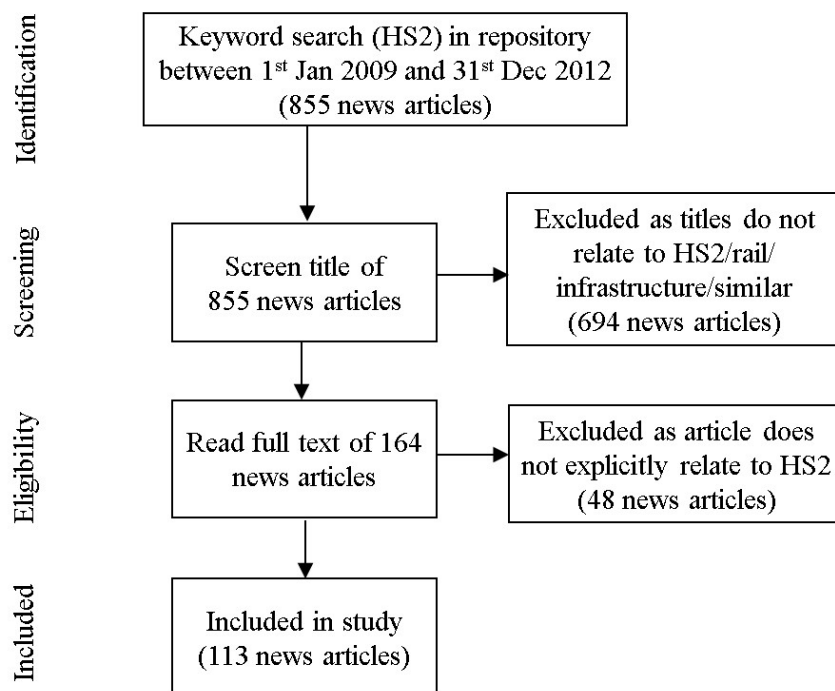 Identification
Keyword search (HS2) in repository
between 1st Jan 2009 and 31st Dec 2012
(855 news articles)
Screening
Screen title of
855 news articles
Excluded as titles do not
relate to HS2/rail/
infrastructure/similar
(694 news articles)
Eligibility
Read full text of 164
news articles
Excluded as article does
not explicitly relate to HS2
(48 news articles)
Included
Included in study
(113 news articles)